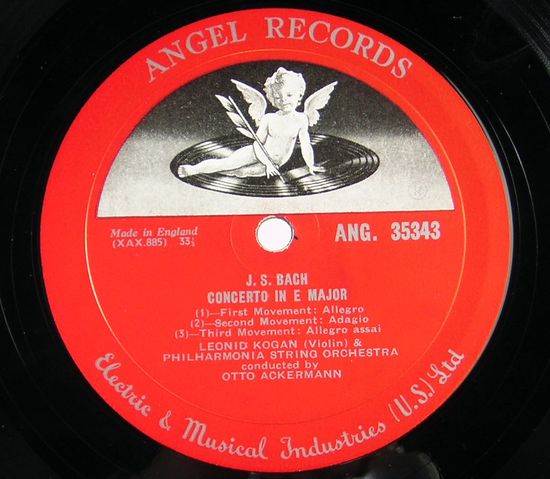 ANGEL RECORDS
Made in England
(XAX.885) 33⅓
ANG. 35343
J. S. BACH
CONCERTO IN E MAJOR
(1)—First Movement: Allegro
(2)—Second Movement: Adagio
(3)—Third Movement: Allegro assai
LEONID KOGAN (Violin) &
PHILHARMONIA STRING ORCHESTRA
conducted by
OTTO ACKERMANN
Electric & Musical Industries (U.S.) Ltd